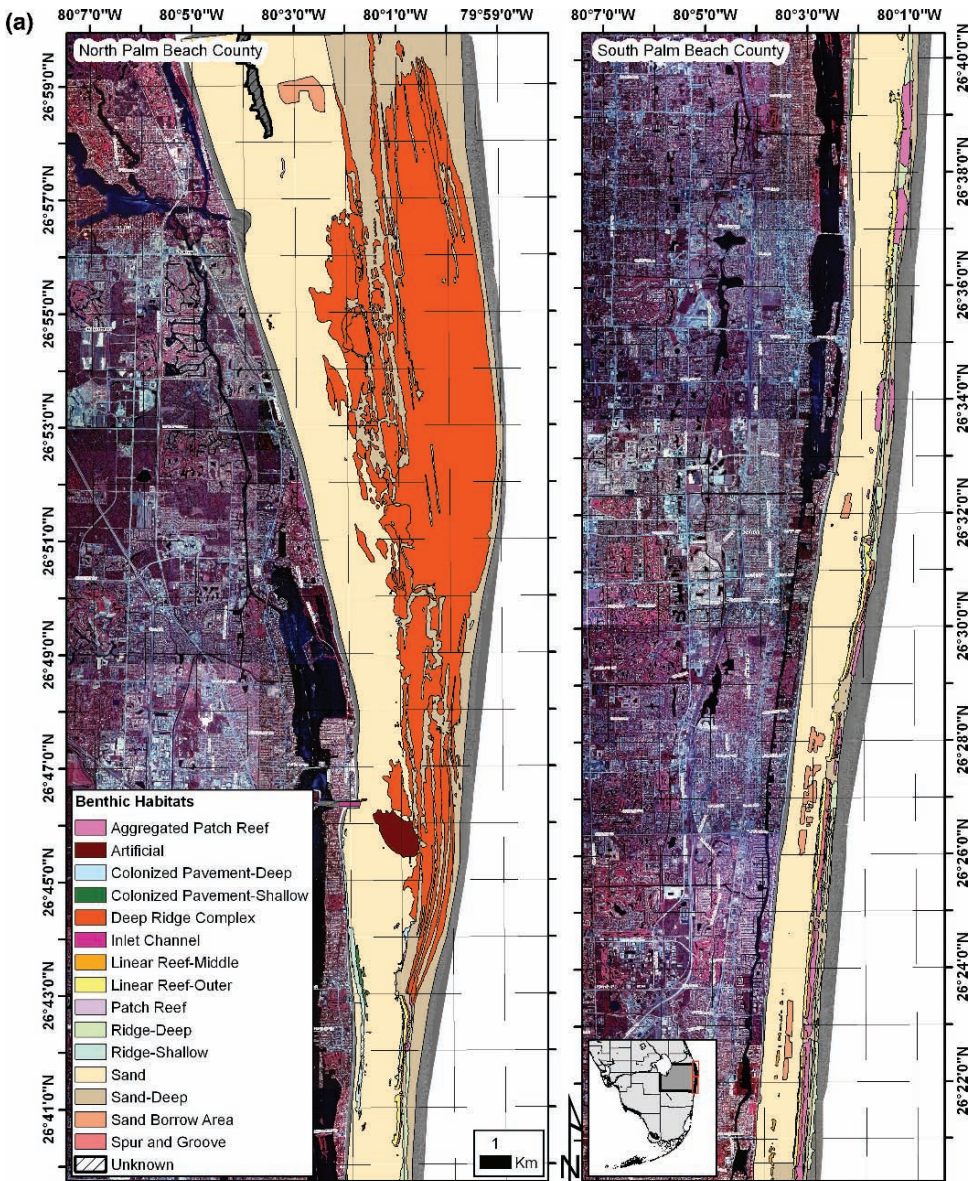 (a)
80°7'0"W 80°5'0"W 80°3'0"W 80°1'0"W 79°59'0"W
80°7'0"W 80°5'0"W 80°3'0"W 80°1'0"W
North Palm Beach County
South Palm Beach County
26°59'0"N
26°57'0"N
26°55'0"N
26°53'0"N
26°51'0"N
26°49'0"N
26°47'0"N
26°45'0"N
26°43'0"N
26°41'0"N
26°40'0"N
26°38'0"N
26°36'0"N
26°34'0"N
26°32'0"N
26°30'0"N
26°28'0"N
26°26'0"N
26°24'0"N
26°22'0"N
Benthic Habitats
Aggregated Patch Reef
Artificial
Colonized Pavement-Deep
Colonized Pavement-Shallow
Deep Ridge Complex
Inlet Channel
Linear Reef-Middle
Linear Reef-Outer
Patch Reef
Ridge-Deep
Ridge-Shallow
Sand
Sand-Deep
Sand Borrow Area
Spur and Groove
Unknown
1
Km
N